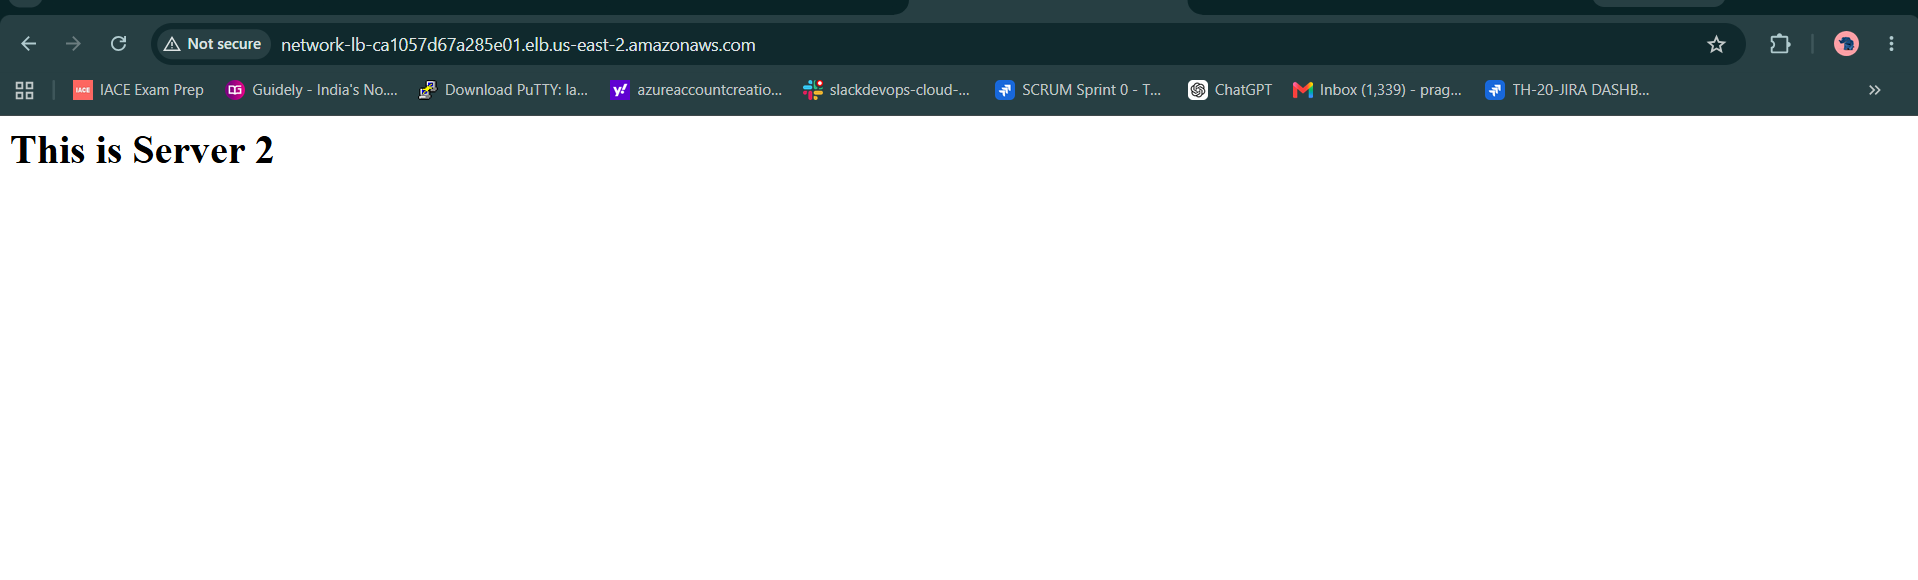 Not secure network-lb-ca1057d67a285e01.elb.us-east-2.amazonaws.com
IACE IACE Exam Prep Guidely - India's No.... Download PuTTY: la... y! azureaccountcreatio... slackdevops-cloud-... SCRUM Sprint 0 - T... ChatGPT Inbox (1,339) - prag... TH-20-JIRA DASHB... »
This is Server 2